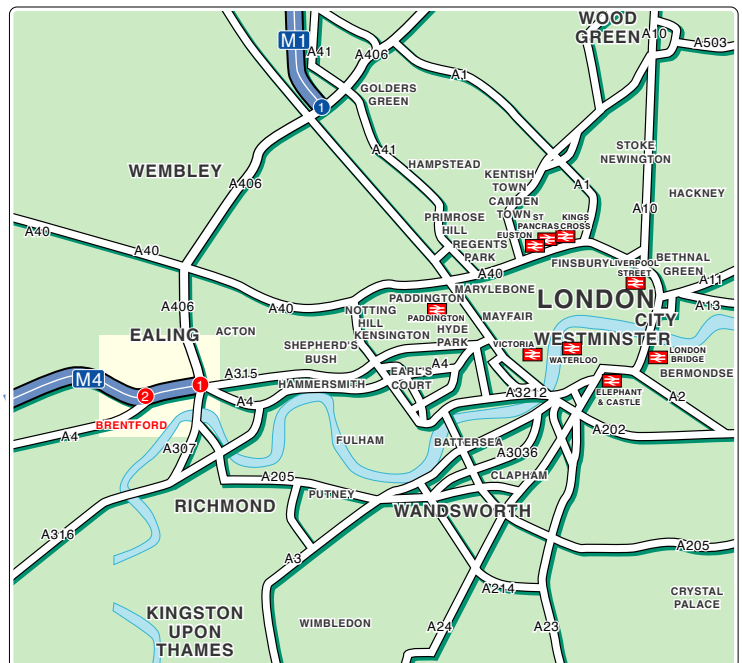 WOOD
GREEN
A10
A503
M1
A41
A406
A1
GOLDERS
GREEN
1
A41
STOKE
NEWINGTON
WEMBLEY
HAMPSTEAD
KENTISH
TOWN
A406
A1
HACKNEY
CAMDEN
TOWN
A10
PRIMROSE
HILL
ST
PANCRAS
KINGS
CROSS
EUSTON
A40
REGENTS
PARK
A40
FINSBURY
LIVERPOOL
STREET
BETHNAL
GREEN
A40
A11
MARYLEBONE
A406
A40
PADDINGTON
LONDON
A13
NOTTING
HILL
PADDINGTON
MAYFAIR
CITY
EALING
ACTON
KENSINGTON
HYDE
PARK
WESTMINSTER
SHEPHERD'S
BUSH
VICTORIA
WATERLOO
LONDON
BRIDGE
A4
M4
A315
EARL'S
COURT
BERMONDSE
1
HAMMERSMITH
2
A4
A3212
ELEPHANT
& CASTLE
A2
BRENTFORD
A4
A202
FULHAM
BATTERSEA
A307
A3036
A205
CLAPHAM
PUTNEY
RICHMOND
WANDSWORTH
A316
A205
A3
A214
CRYSTAL
PALACE
KINGSTON
UPON
THAMES
WIMBLEDON
A24
A23